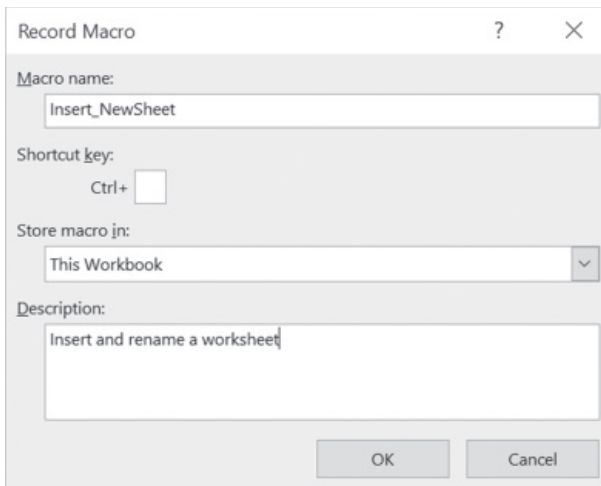 Record Macro ?
Macro name:
Insert_NewSheet
Shortcut key:
Ctrl+
Store macro in:
This Workbook
Description:
Insert and rename a worksheet
OK Cancel